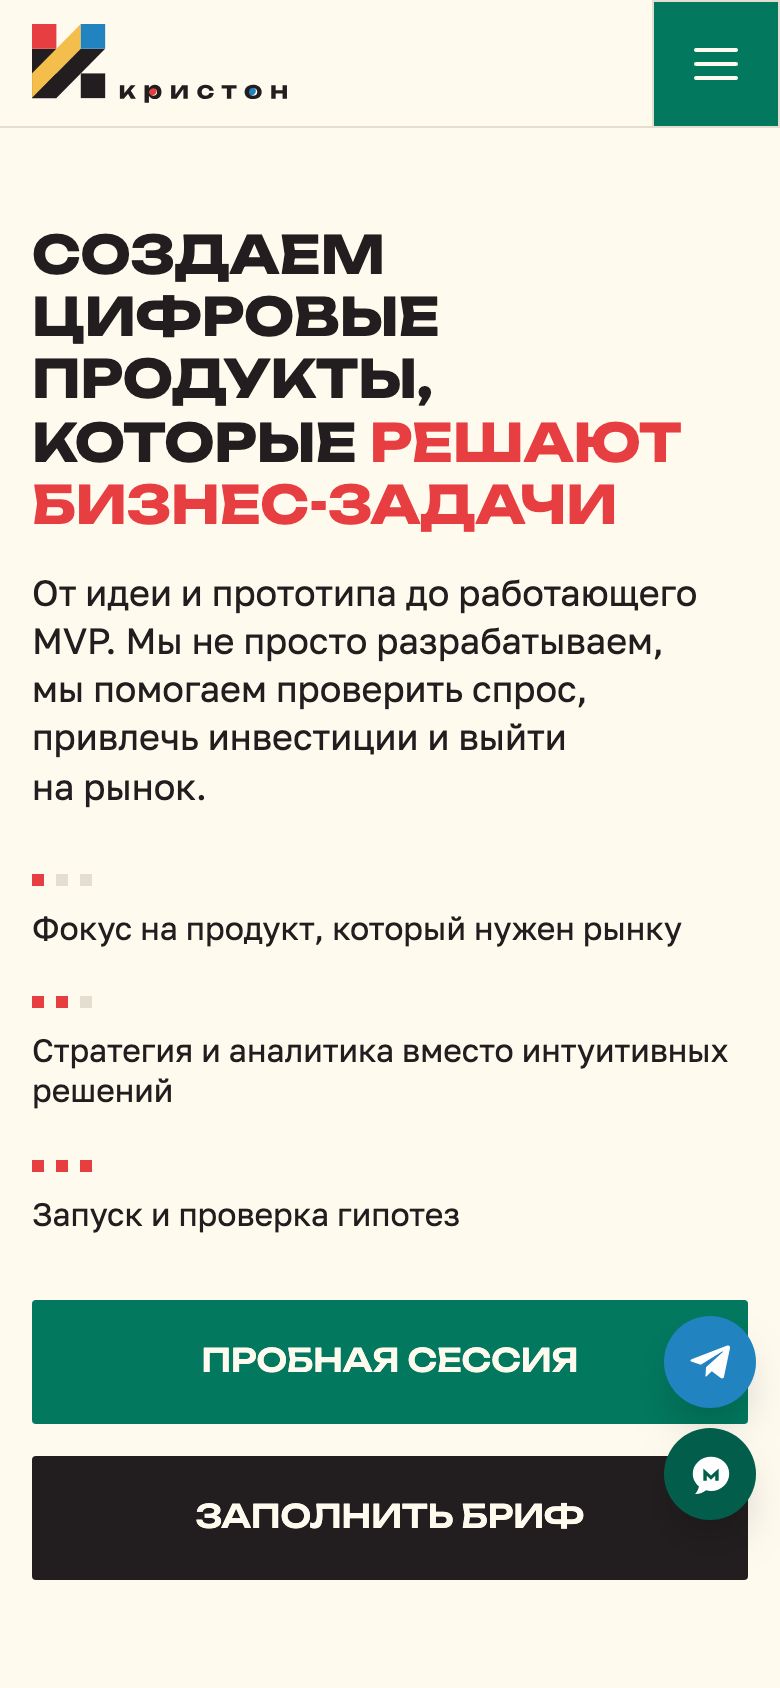 кристон
СОЗДАЕМ
ЦИФРОВЫЕ
ПРОДУКТЫ,
КОТОРЫЕ РЕШАЮТ
БИЗНЕС-ЗАДАЧИ
От идеи и прототипа до работающего
MVP. Мы не просто разрабатываем,
мы помогаем проверить спрос,
привлечь инвестиции и выйти
на рынок.
Фокус на продукт, который нужен рынку
Стратегия и аналитика вместо интуитивных
решений
Запуск и проверка гипотез
ПРОБНАЯ СЕССИЯ
ЗАПОЛНИТЬ БРИФ